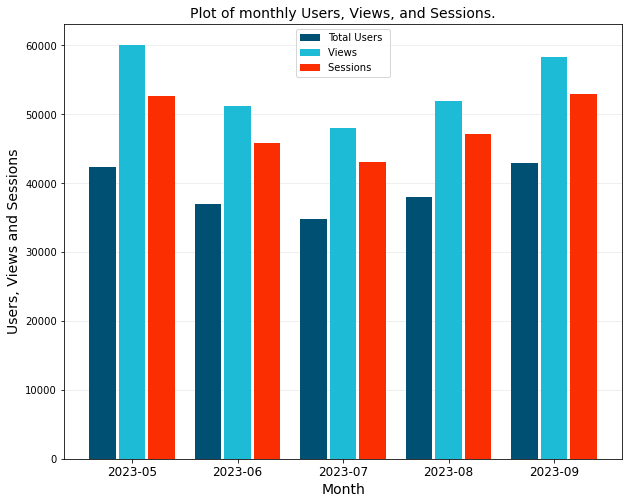 Plot of monthly Users, Views, and Sessions.
Total Users
Views
Sessions
Users, Views and Sessions
60000
50000
40000
30000
20000
10000
0
2023-05 2023-06 2023-07 2023-08 2023-09
Month